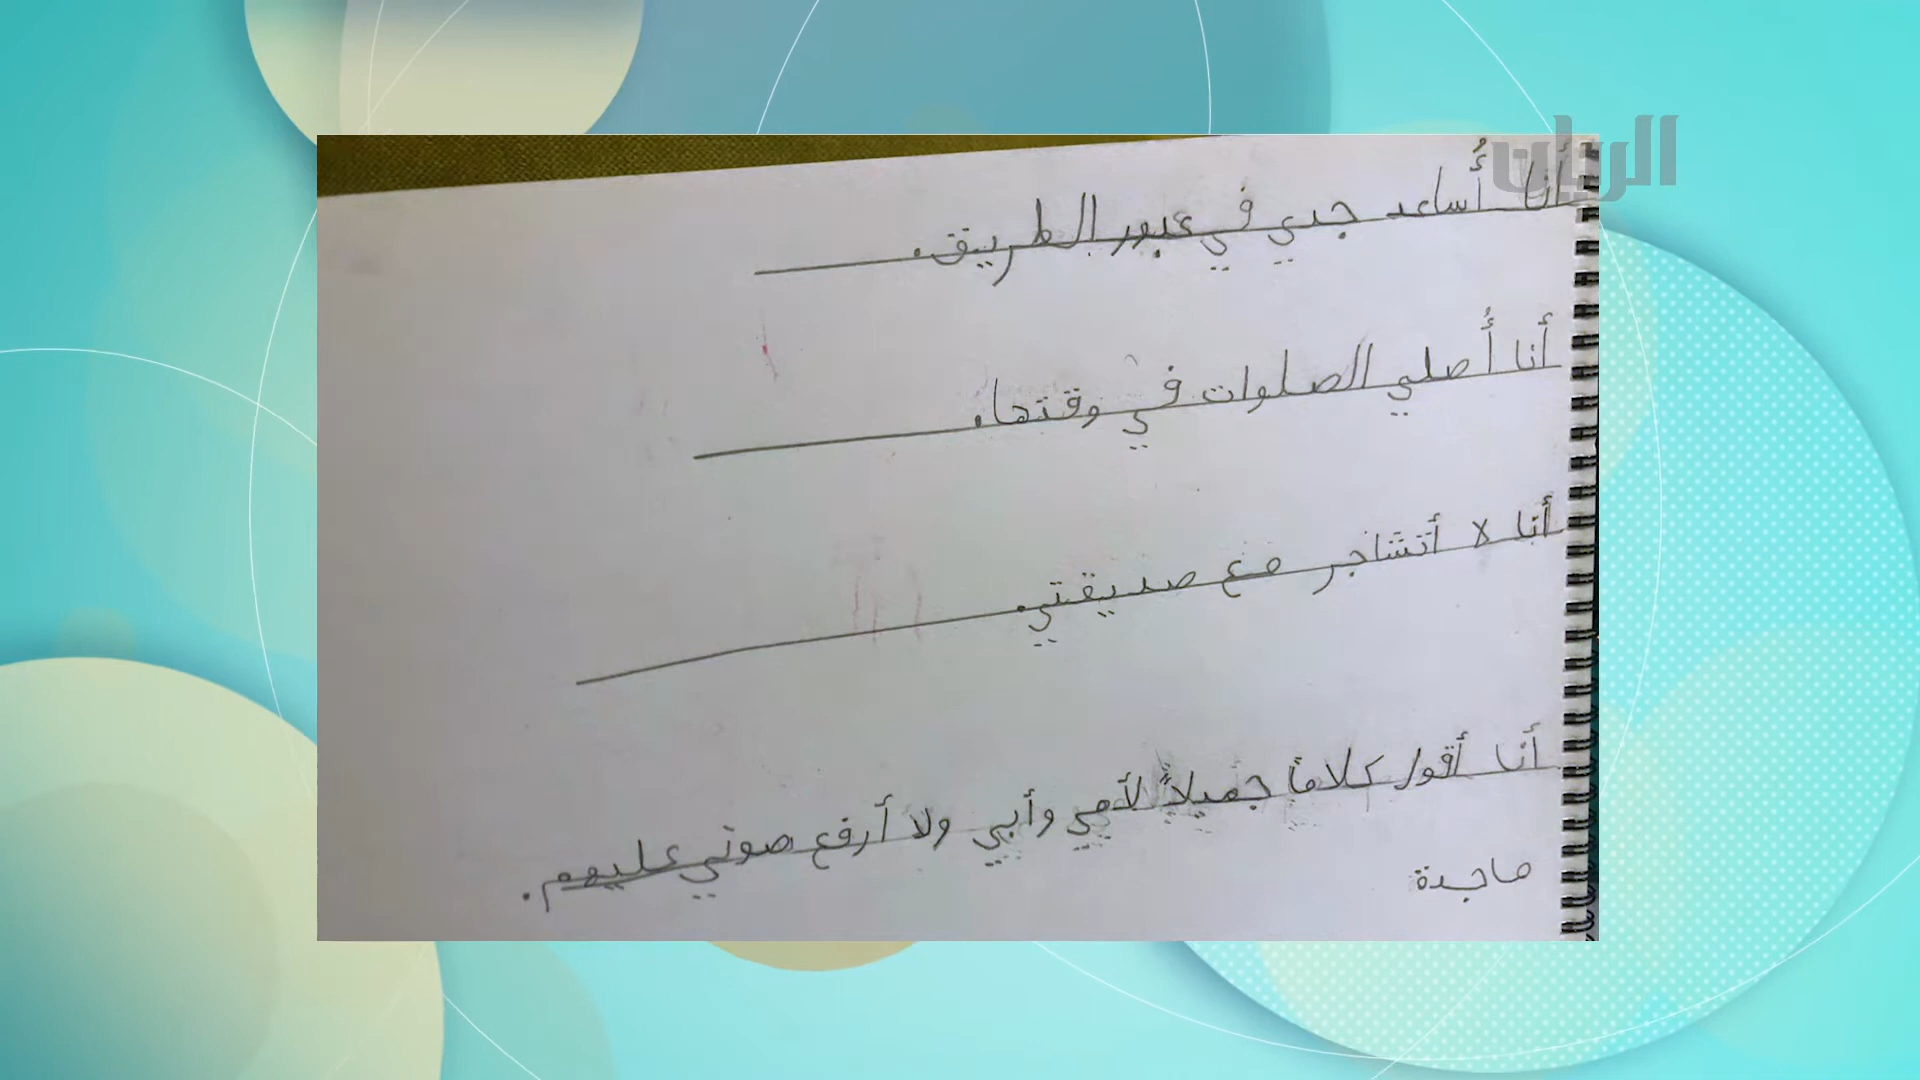 الريان
أنا أُساعد جدي في عبور الطريق.
أنا أُصلي الصلوات في وقتها.
أنا لا أتشاجر مع صديقتي.
أنا أقول كلاماً جميلاً لأمي وأبي ولا أرفع صوتي عليهم.
ماجدة